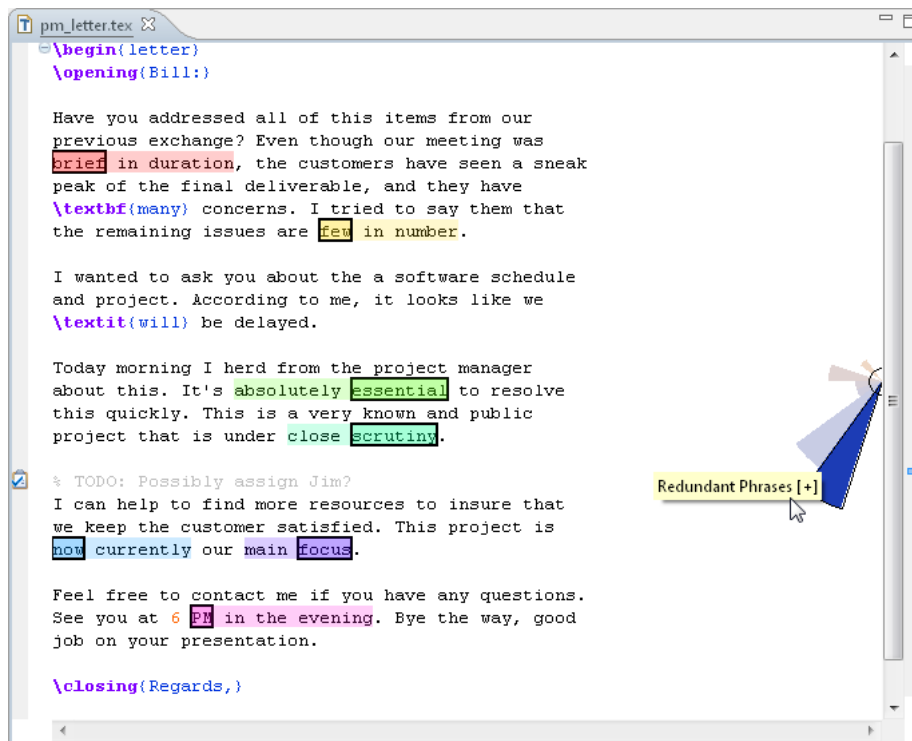 pm_letter.tex
\begin{letter}
\opening{Bill:}
Have you addressed all of this items from our
previous exchange? Even though our meeting was
brief in duration, the customers have seen a sneak
peak of the final deliverable, and they have
\textbf{many} concerns. I tried to say them that
the remaining issues are few in number.
I wanted to ask you about the a software schedule
and project. According to me, it looks like we
\textit{will} be delayed.
Today morning I herd from the project manager
about this. It's absolutely essential to resolve
this quickly. This is a very known and public
project that is under close scrutiny.
% TODO: Possibly assign Jim?
I can help to find more resources to insure that
we keep the customer satisfied. This project is
now currently our main focus.
Feel free to contact me if you have any questions.
See you at 6 PM in the evening. Bye the way, good
job on your presentation.
\closing{Regards,}
Redundant Phrases [+]